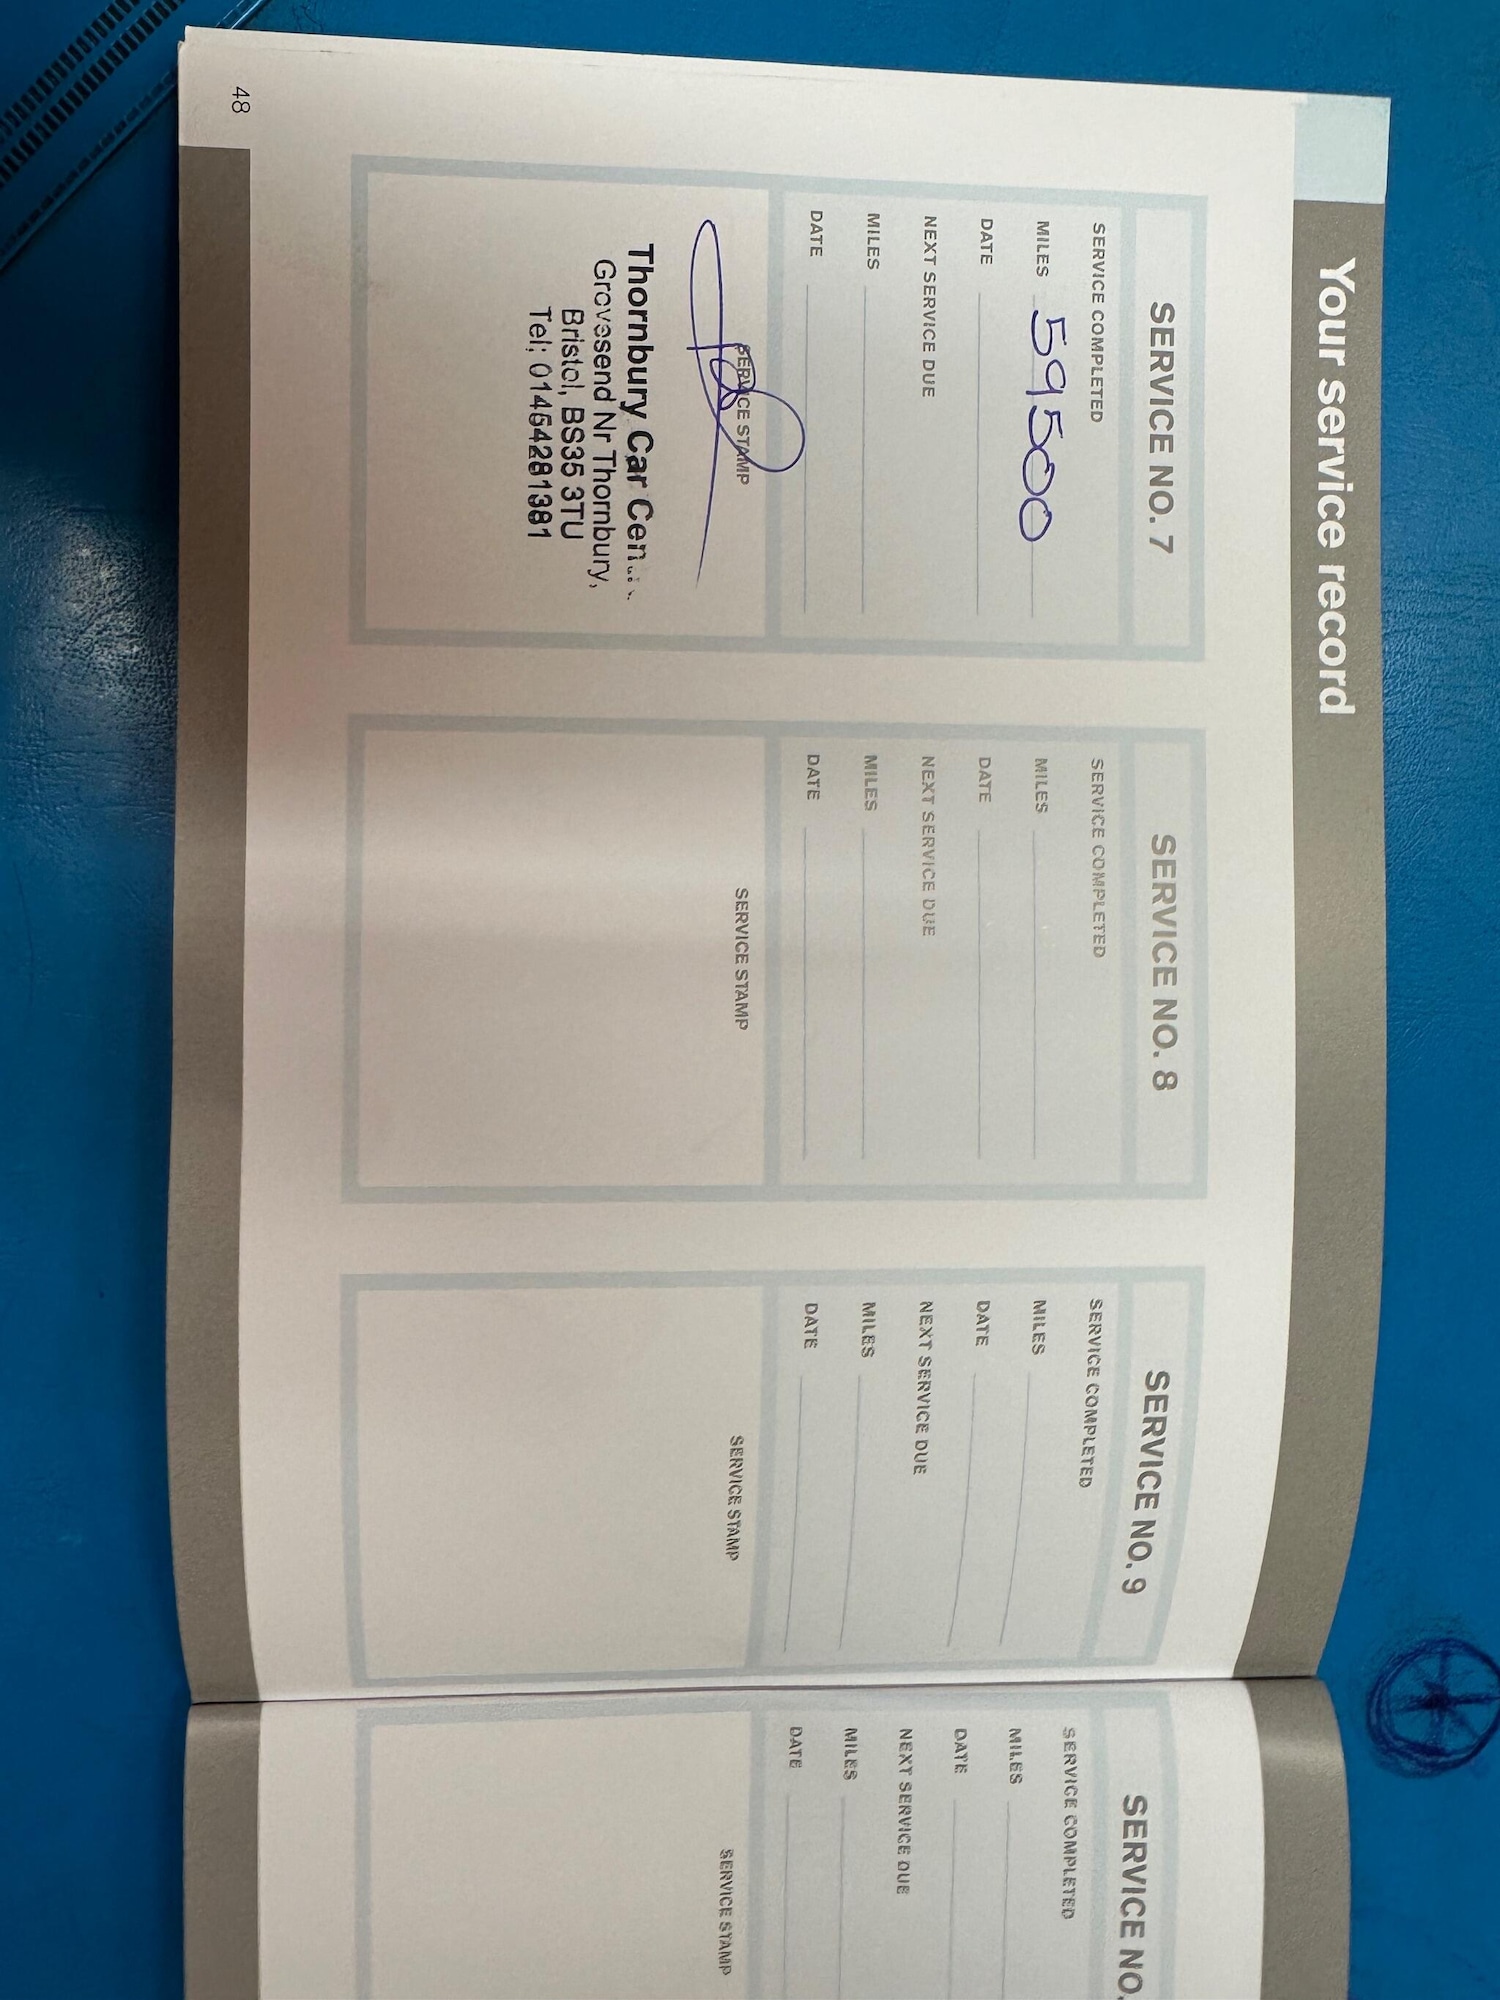 Your service record
SERVICE NO. 7
SERVICE COMPLETED
MILES 59500
DATE
NEXT SERVICE DUE
MILES
DATE
SERVICE STAMP
Thornbury Car
Grovesend Nr Thornbury,
Bristol, BS35 3TU
Tel; 01454281381
SERVICE NO. 8
SERVICE COMPLETED
MILES
DATE
NEXT SERVICE DUE
MILES
DATE
SERVICE STAMP
SERVICE NO. 9
SERVICE COMPLETED
MILES
DATE
NEXT SERVICE DUE
MILES
DATE
SERVICE STAMP
48
SERVICE NO.
SERVICE COMPLETED
MILES
DATE
NEXT SERVICE DUE
MILES
DATE
SERVICE STAMP